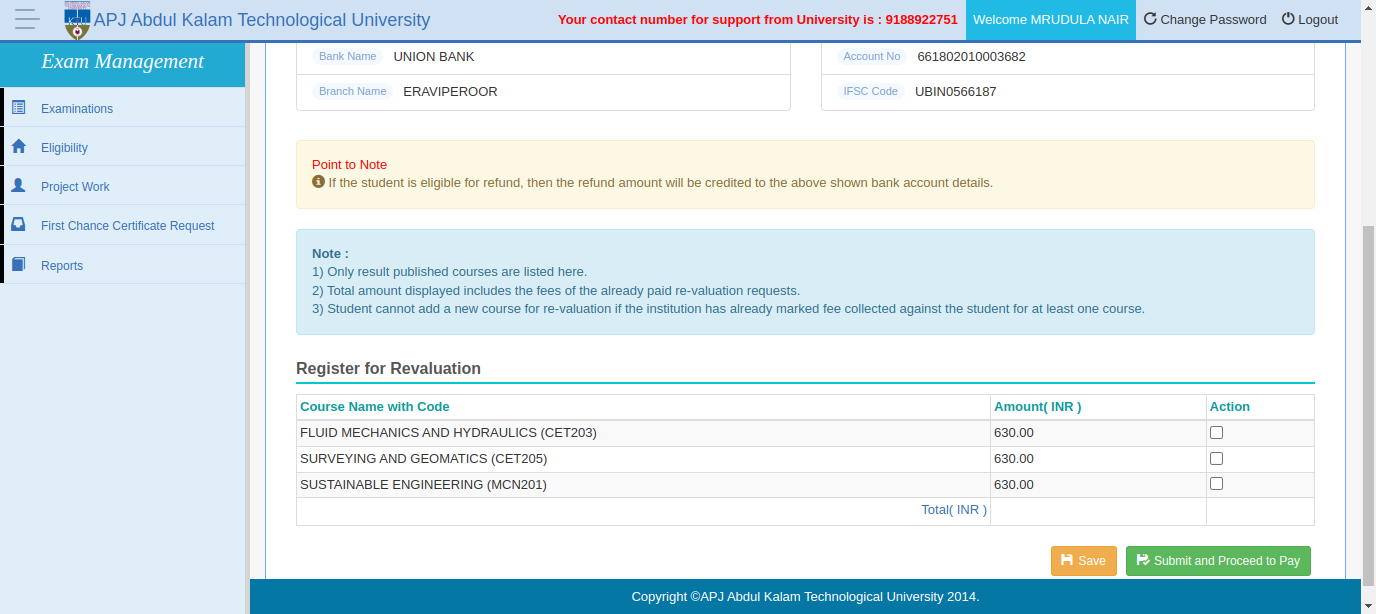 APJ Abdul Kalam Technological University
Your contact number for support from University is : 9188922751
Welcome MRUDULA NAIR
Change Password
Logout
Exam Management
Examinations
Eligibility
Project Work
First Chance Certificate Request
Reports
Bank Name UNION BANK
Account No 661802010003682
Branch Name ERAVIPEROOR
IFSC Code UBIN0566187
Point to Note
If the student is eligible for refund, then the refund amount will be credited to the above shown bank account details.
Note :
1) Only result published courses are listed here.
2) Total amount displayed includes the fees of the already paid re-valuation requests.
3) Student cannot add a new course for re-valuation if the institution has already marked fee collected against the student for at least one course.
Register for Revaluation
Course Name with Code Amount( INR ) Action
FLUID MECHANICS AND HYDRAULICS (CET203) 630.00
SURVEYING AND GEOMATICS (CET205) 630.00
SUSTAINABLE ENGINEERING (MCN201) 630.00
Total( INR )
Save
Submit and Proceed to Pay
Copyright ©APJ Abdul Kalam Technological University 2014.